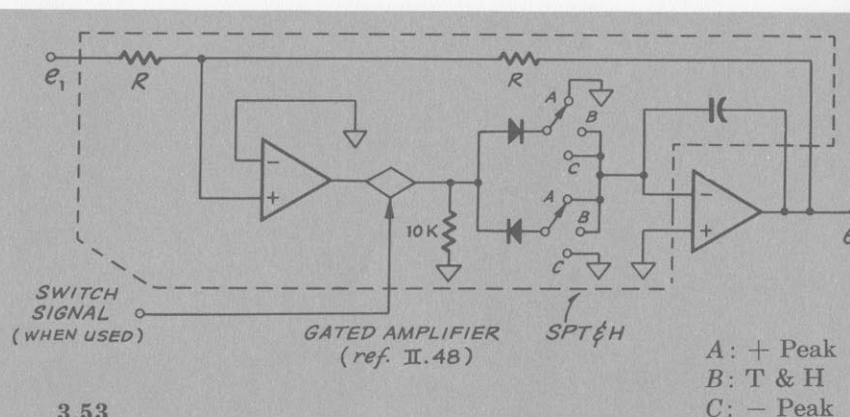 e₁
R
R
A
B
C
A
B
C
−
+
10K
−
+
SWITCH
SIGNAL
(WHEN USED)
GATED AMPLIFIER
(ref. II.48)
SPT&H
A: + Peak
B: T & H
C: − Peak
3.53